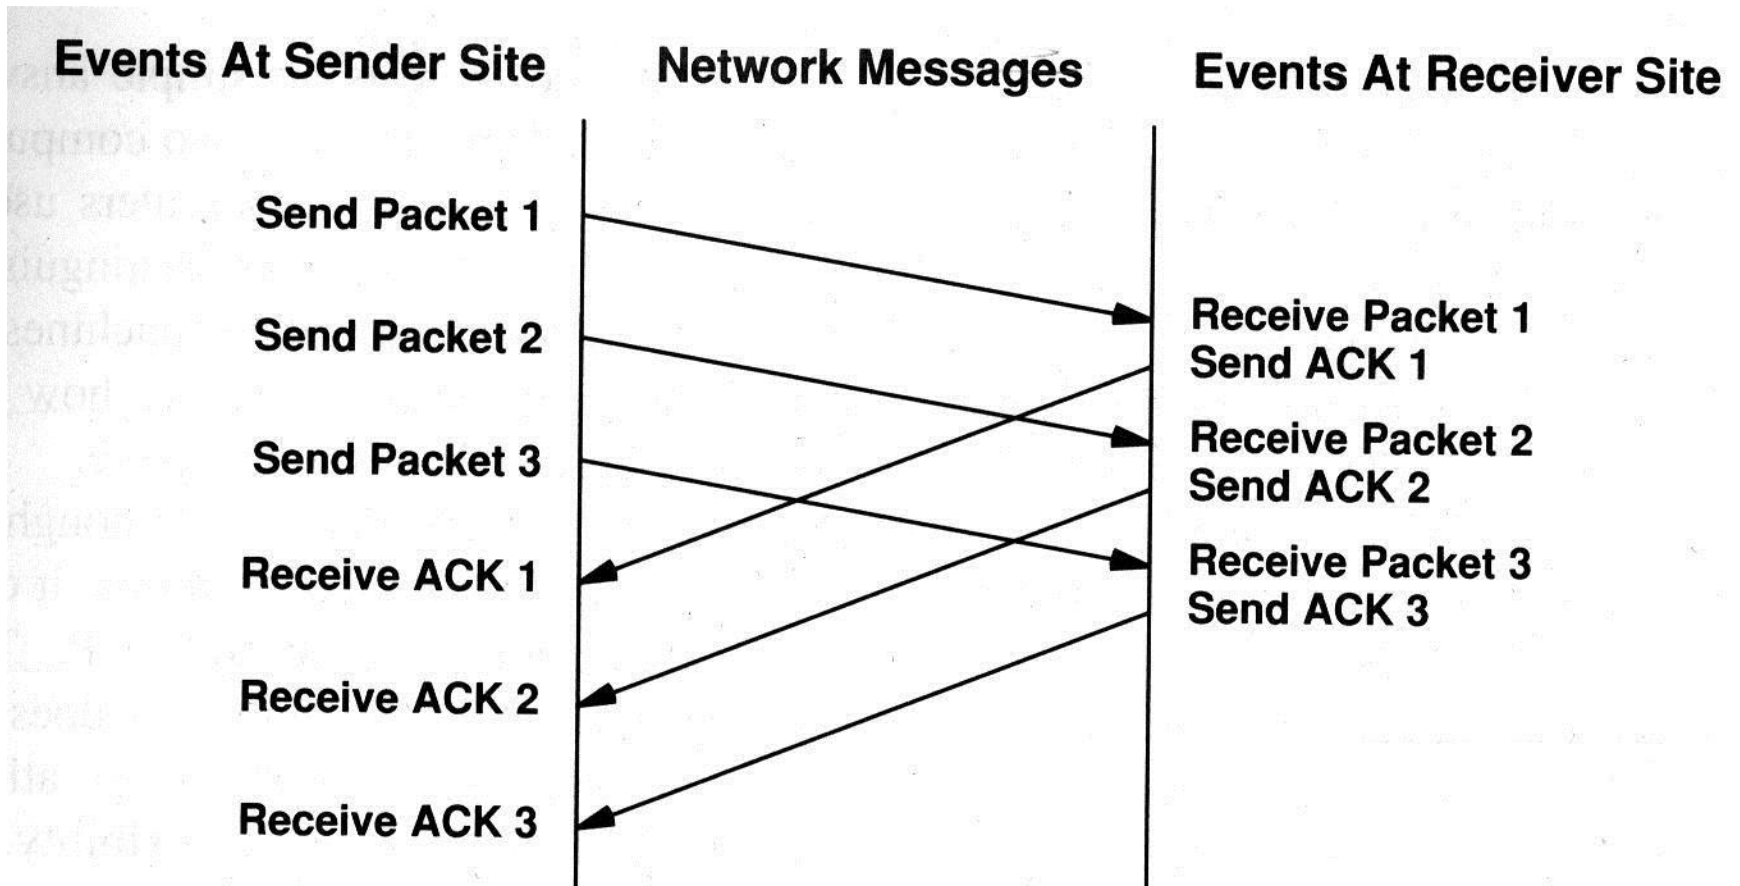 Events At Sender Site
Network Messages
Events At Receiver Site
Send Packet 1
Send Packet 2
Send Packet 3
Receive ACK 1
Receive ACK 2
Receive ACK 3
Receive Packet 1
Send ACK 1
Receive Packet 2
Send ACK 2
Receive Packet 3
Send ACK 3